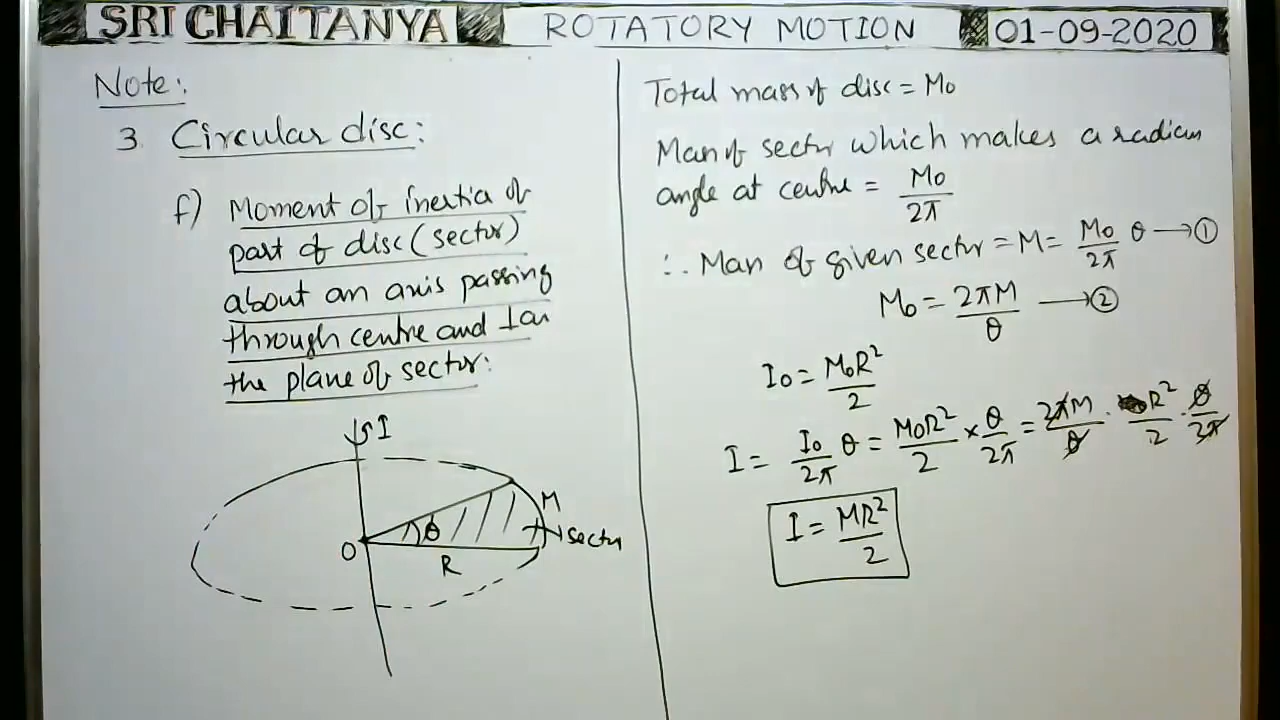 SRI CHAITANYA ROTATORY MOTION 01-09-2020
Note:
3. Circular disc:
f) Moment of inertia of
part of disc (sector)
about an axis passing
through centre and ⊥ar
the plane of sector:
I
M
θ
sector
O
R
Total mass of disc = M₀
Mass of sector which makes a radian
angle at centre = M₀/2π
∴ Mass of given sector = M = M₀/2π θ → ①
M₀ = 2πM/θ → ②
I₀ = M₀R²/2
I = I₀/2π θ = M₀R²/2 × θ/2π = 2πM/θ · R²/2 · θ/2π
I = MR²/2